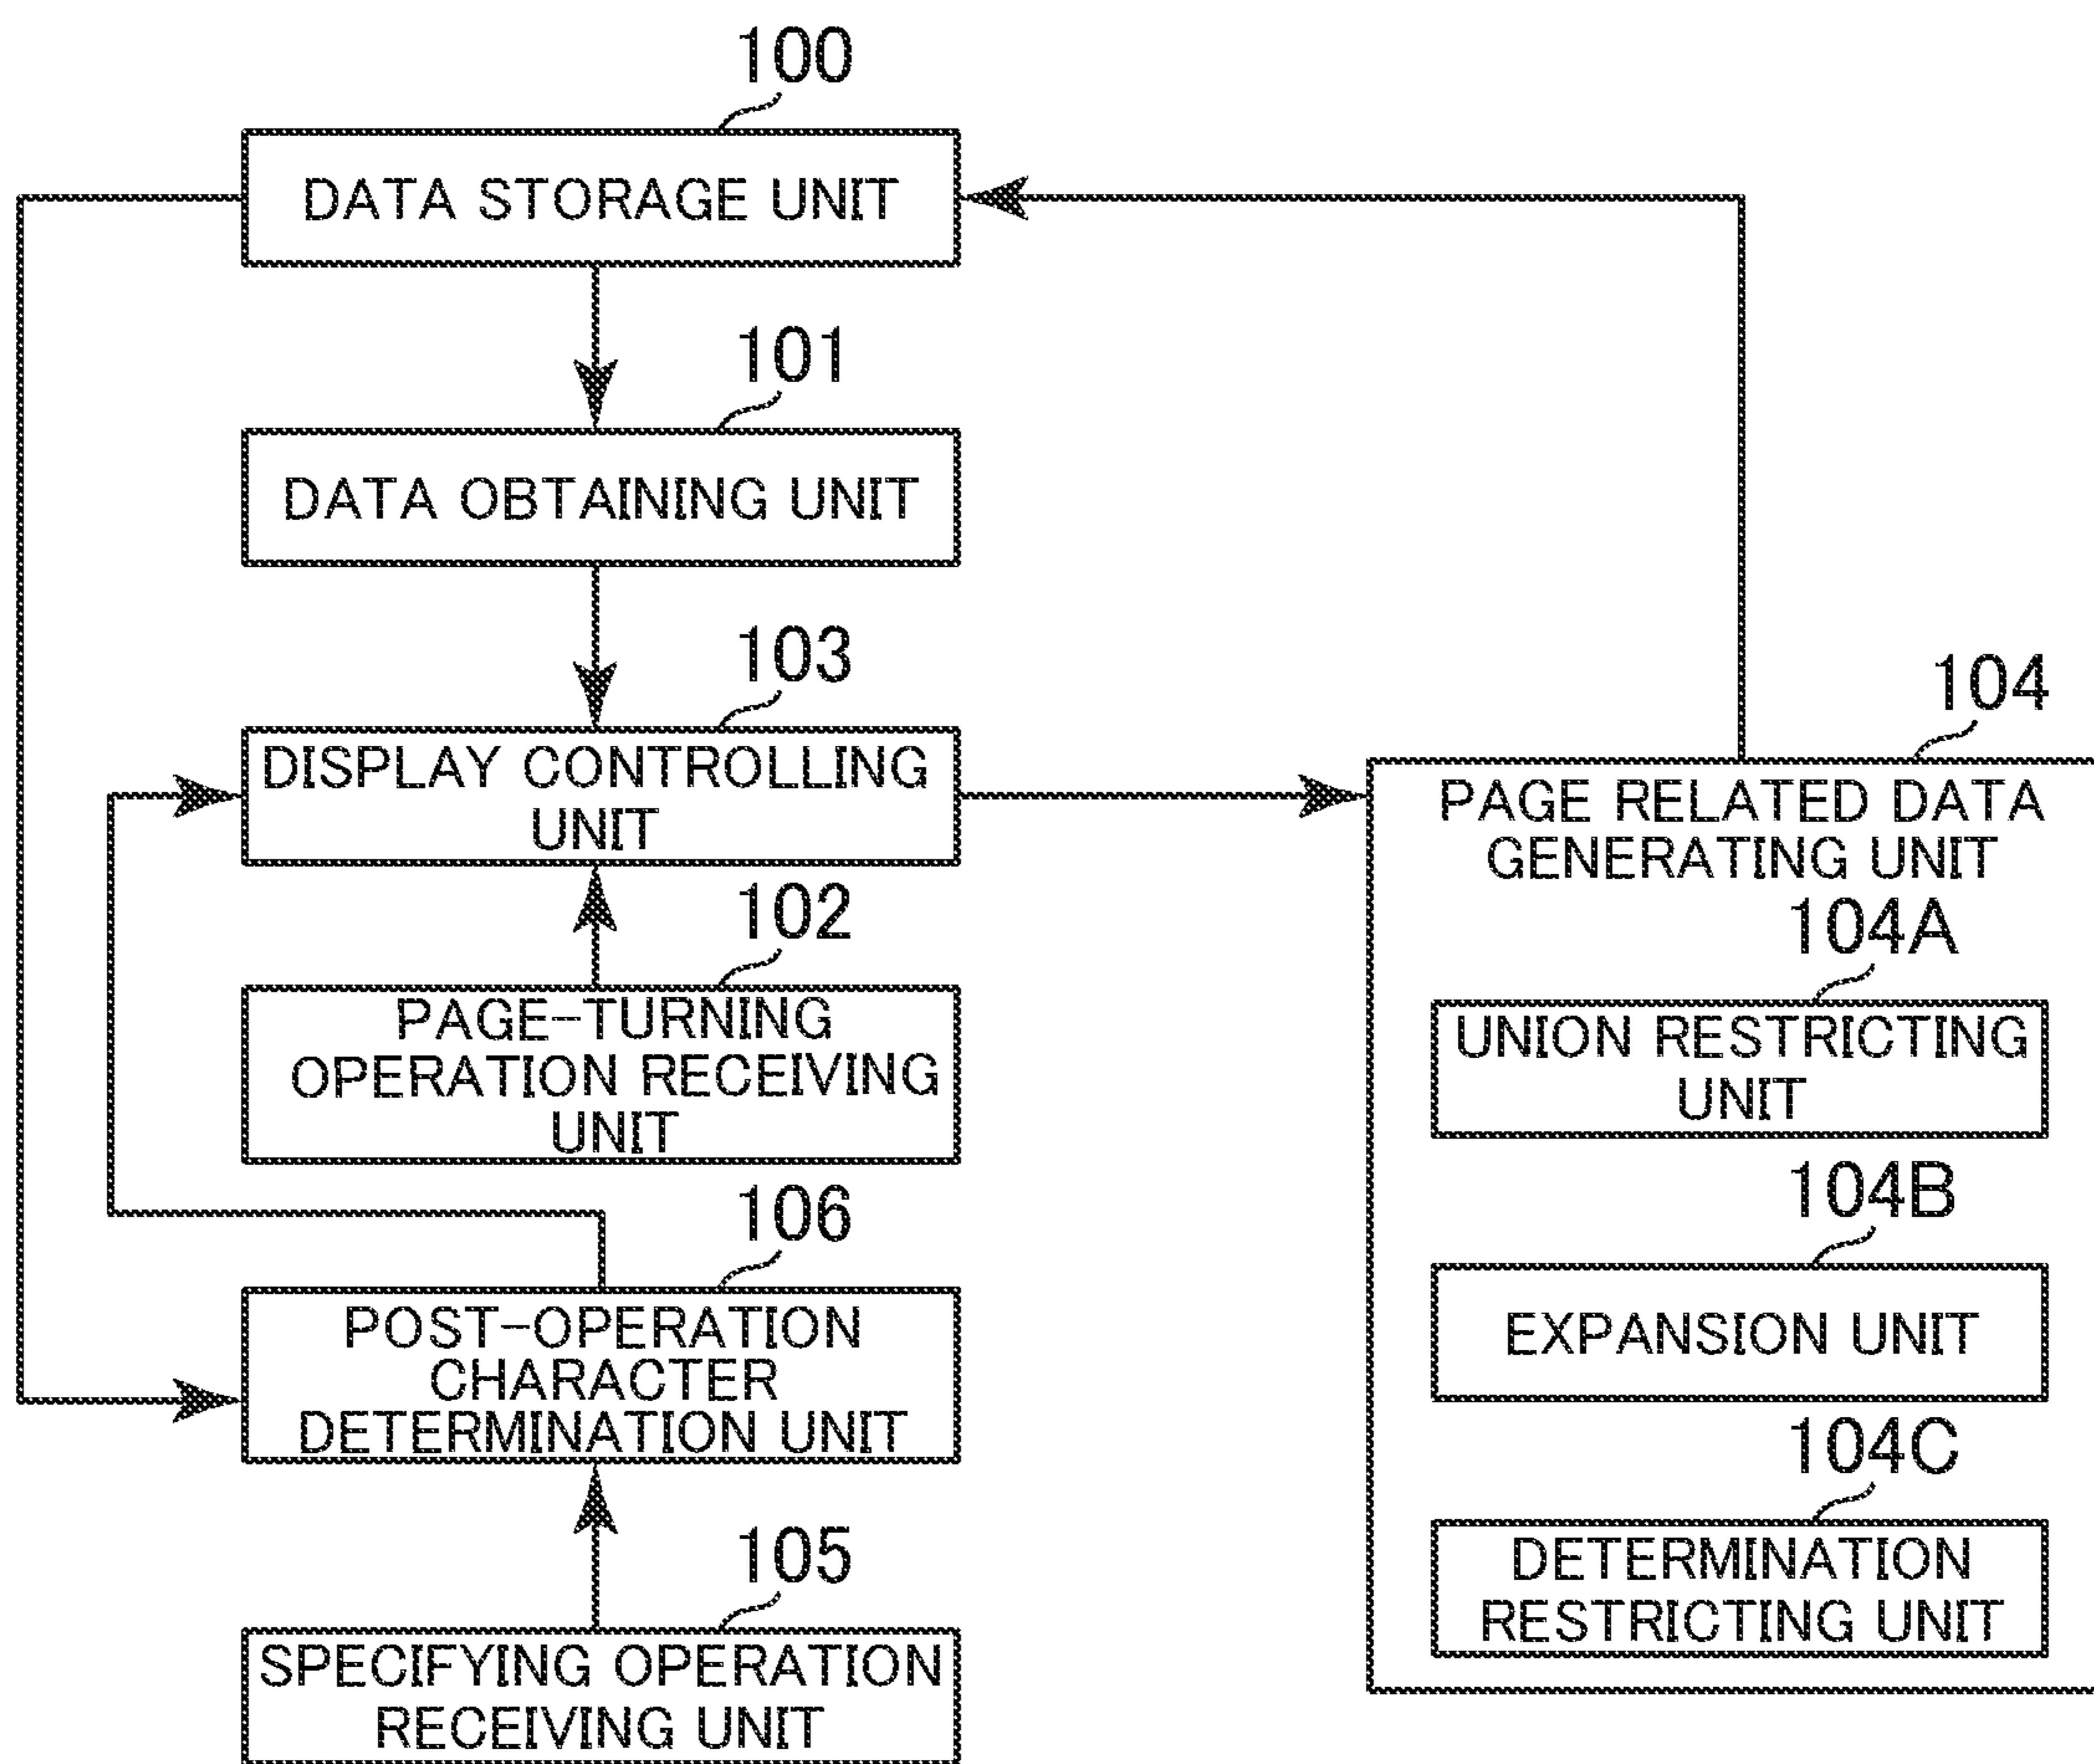 100
DATA STORAGE UNIT
101
DATA OBTAINING UNIT
103
DISPLAY CONTROLLING
UNIT
102
PAGE-TURNING
OPERATION RECEIVING
UNIT
106
POST-OPERATION
CHARACTER
DETERMINATION UNIT
105
SPECIFYING OPERATION
RECEIVING UNIT
104
PAGE RELATED DATA
GENERATING UNIT
104A
UNION RESTRICTING
UNIT
104B
EXPANSION UNIT
104C
DETERMINATION
RESTRICTING UNIT